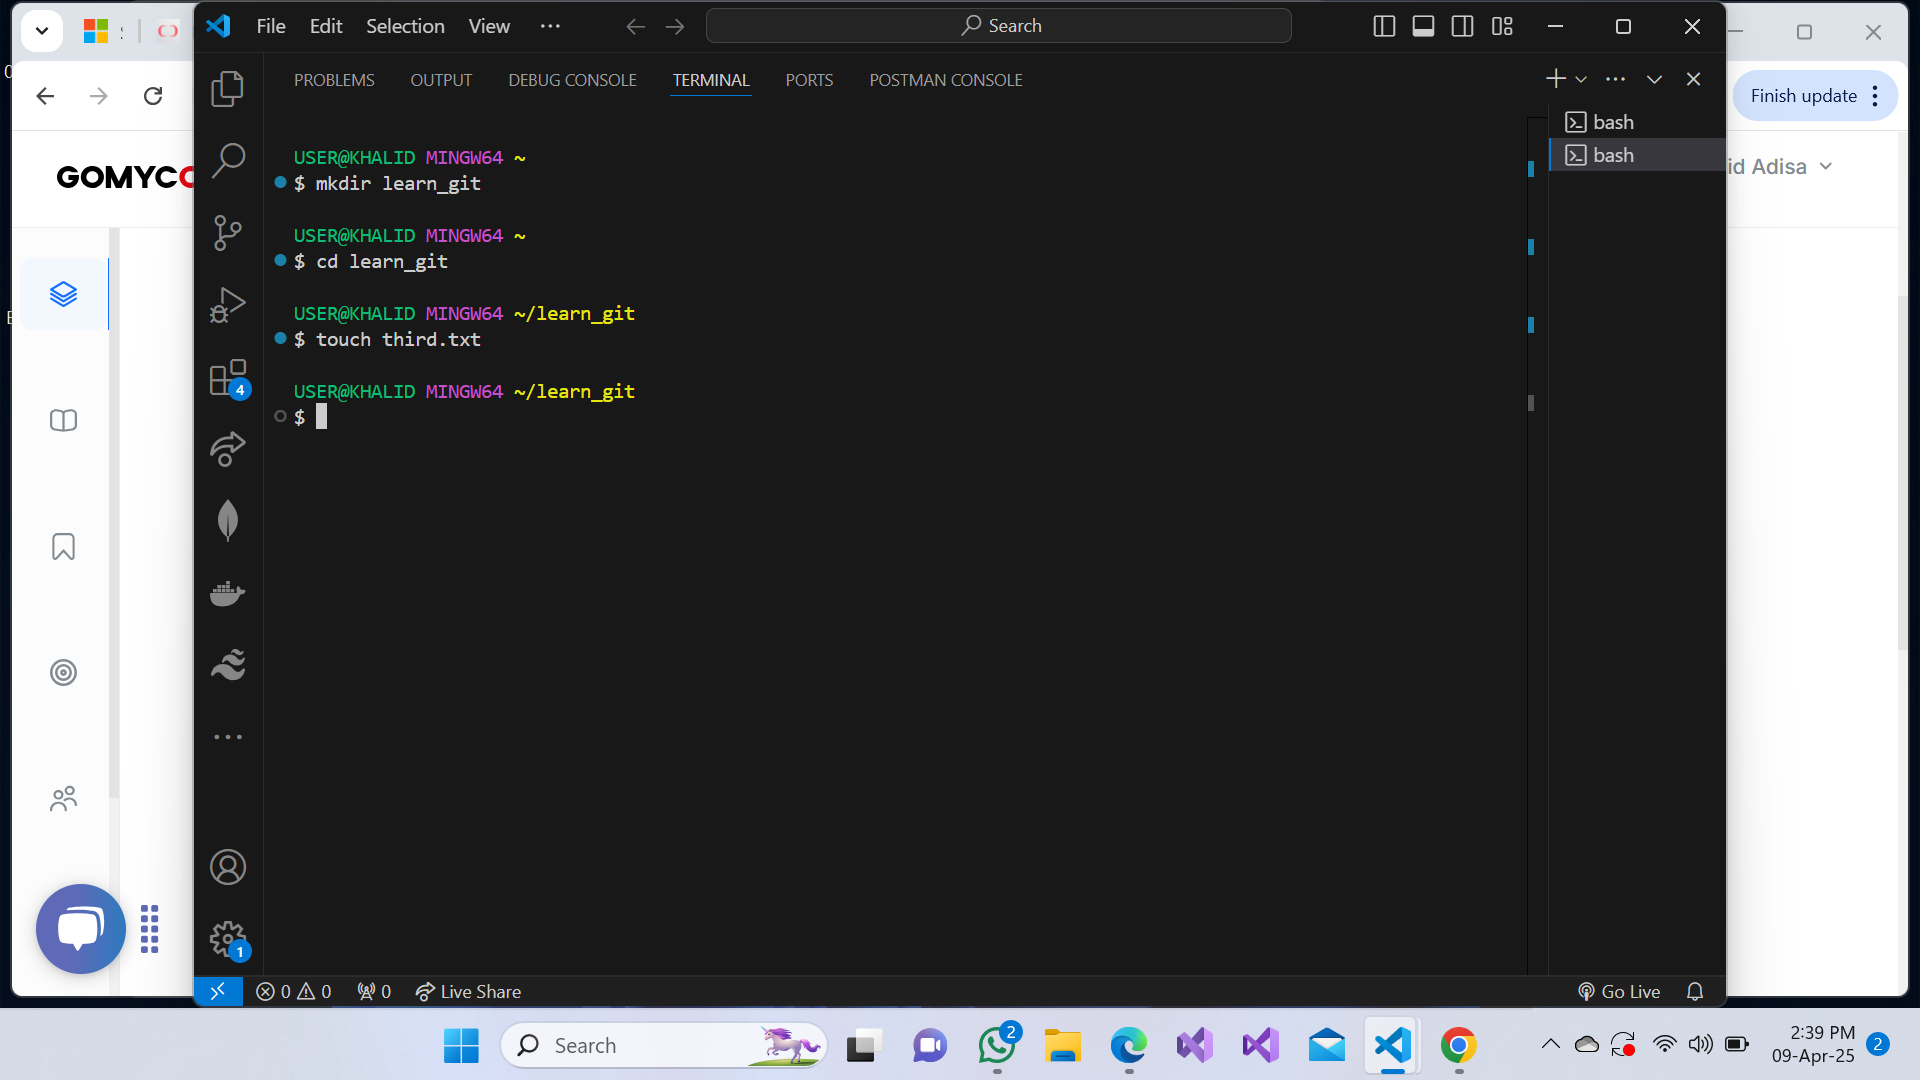 File Edit Selection View ··· Search
Finish update
PROBLEMS OUTPUT DEBUG CONSOLE TERMINAL PORTS POSTMAN CONSOLE
bash
bash
GOMYC
id Adisa
USER@KHALID MINGW64 ~
$ mkdir learn_git
USER@KHALID MINGW64 ~
$ cd learn_git
USER@KHALID MINGW64 ~/learn_git
$ touch third.txt
USER@KHALID MINGW64 ~/learn_git
$
4
1
0 0 0 Live Share Go Live
Search
2
2:39 PM
09-Apr-25
2